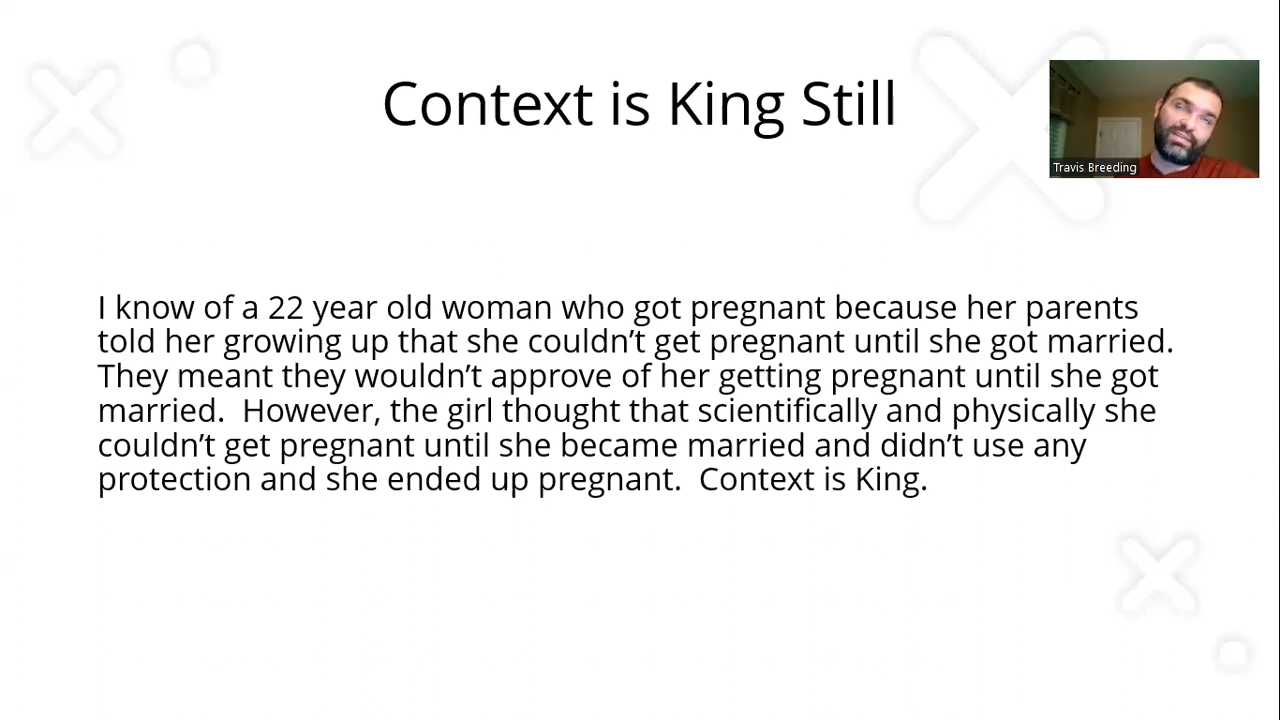 Context is King Still
Travis Breeding
I know of a 22 year old woman who got pregnant because her parents
told her growing up that she couldn’t get pregnant until she got married.
They meant they wouldn’t approve of her getting pregnant until she got
married.  However, the girl thought that scientifically and physically she
couldn’t get pregnant until she became married and didn’t use any
protection and she ended up pregnant.  Context is King.